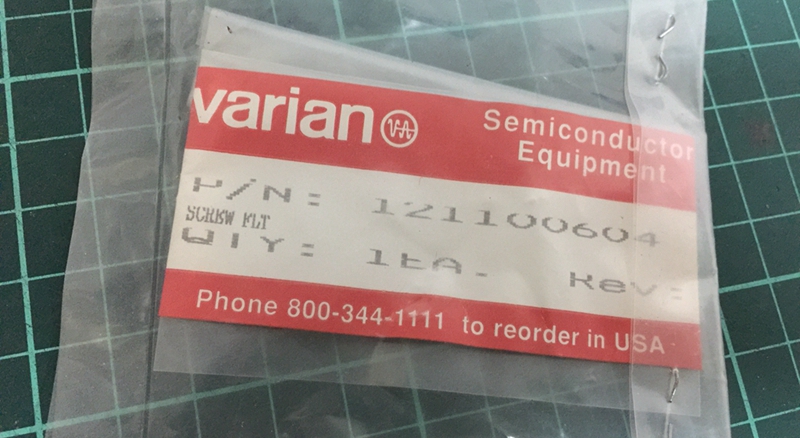 varian
Semiconductor
Equipment
P/N: 121100604
SCREW FLT
QTY: 1EA. Rev:
Phone 800-344-1111 to reorder in USA